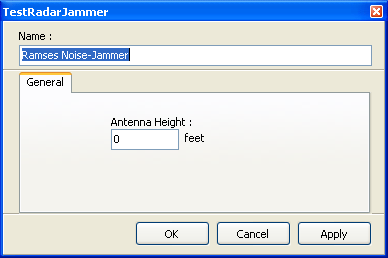 TestRadarJammer
Name :
Ramses Noise-Jammer
General
Antenna Height :
0 feet
OK Cancel Apply